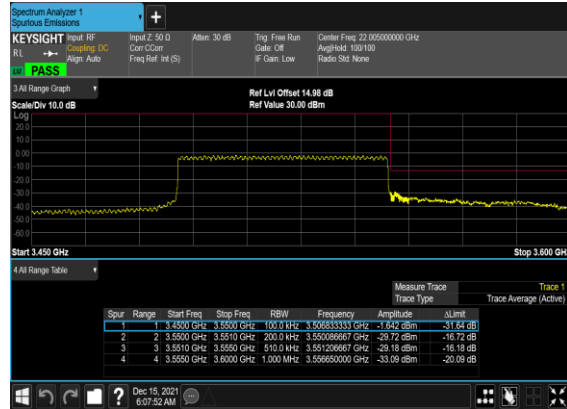 Spectrum Analyzer 1
Spurious Emissions
KEYSIGHT Input: RF Input Z: 50 Ω Atten: 30 dB Trig: Free Run Center Freq: 22.005000000 GHz
RL Coupling: DC Corr CCorr Gate: Off Avg|Hold: 100/100
Align: Auto Freq Ref: Int (S) IF Gain: Low Radio Std: None
PASS
3 All Range Graph
Ref Lvl Offset 14.98 dB
Scale/Div 10.0 dB Ref Value 30.00 dBm
Log
20.0
10.0
0.00
-10.0
-20.0
-30.0
-40.0
-50.0
-60.0
Start 3.450 GHz Stop 3.600 GH
4 All Range Table
Measure Trace Trace 1
Trace Type Trace Average (Active)
Spur Range Start Freq Stop Freq RBW Frequency Amplitude ΔLimit
1 1 3.4500 GHz 3.5500 GHz 100.0 kHz 3.506833333 GHz -1.642 dBm -31.64 dB
2 2 3.5500 GHz 3.5510 GHz 200.0 kHz 3.550086667 GHz -29.72 dBm -16.72 dB
3 3 3.5510 GHz 3.5550 GHz 510.0 kHz 3.551206667 GHz -29.18 dBm -16.18 dB
4 4 3.5550 GHz 3.6000 GHz 1.000 MHz 3.556650000 GHz -33.09 dBm -20.09 dB
? Dec 15, 2021
6:07:52 AM